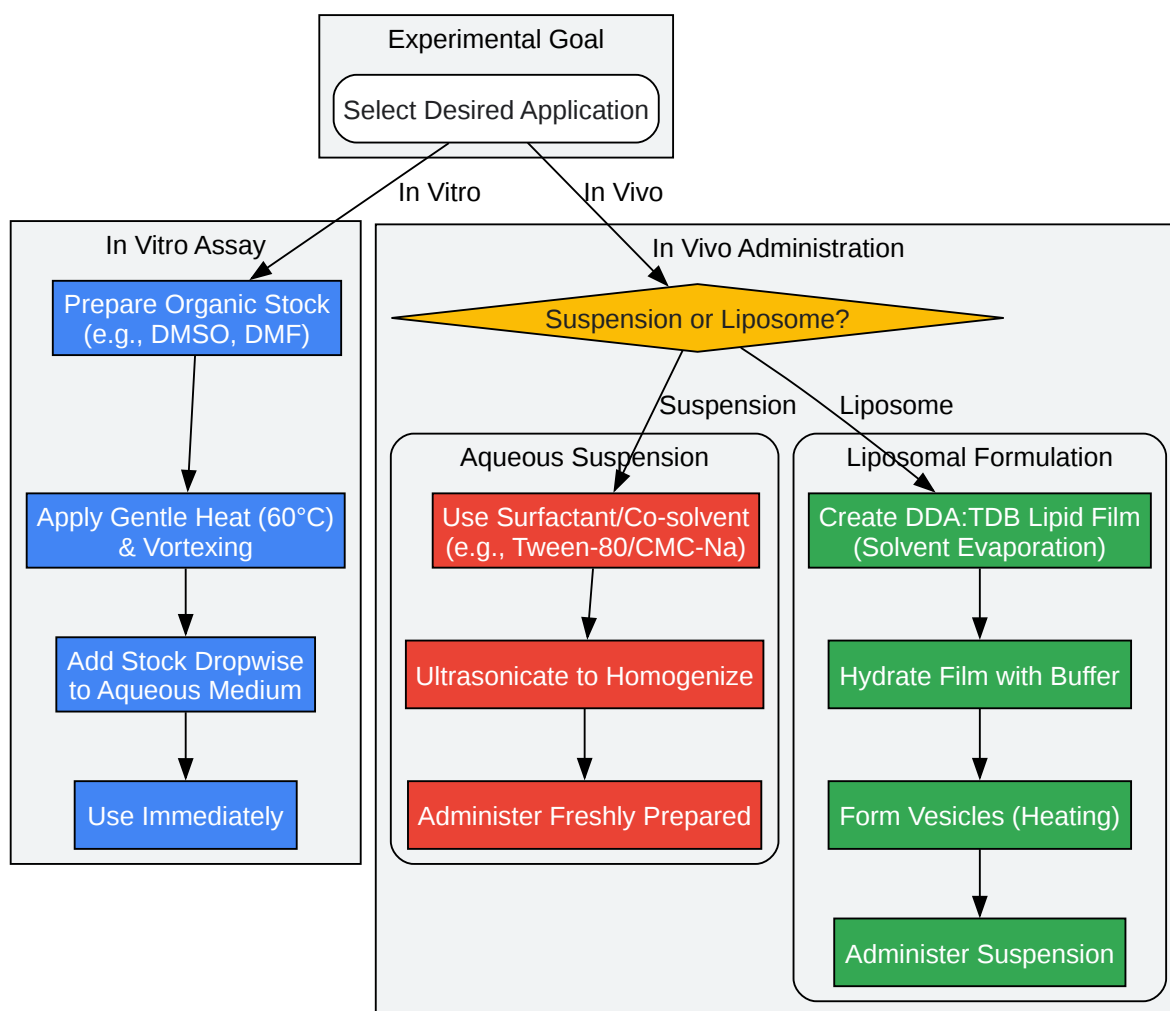 Experimental Goal
Select Desired Application
In Vitro
In Vivo
In Vitro Assay
Prepare Organic Stock
(e.g., DMSO, DMF)
Apply Gentle Heat (60°C)
& Vortexing
Add Stock Dropwise
to Aqueous Medium
Use Immediately
In Vivo Administration
Suspension or Liposome?
Suspension
Liposome
Aqueous Suspension
Use Surfactant/Co-solvent
(e.g., Tween-80/CMC-Na)
Ultrasonicate to Homogenize
Administer Freshly Prepared
Liposomal Formulation
Create DDA:TDB Lipid Film
(Solvent Evaporation)
Hydrate Film with Buffer
Form Vesicles (Heating)
Administer Suspension